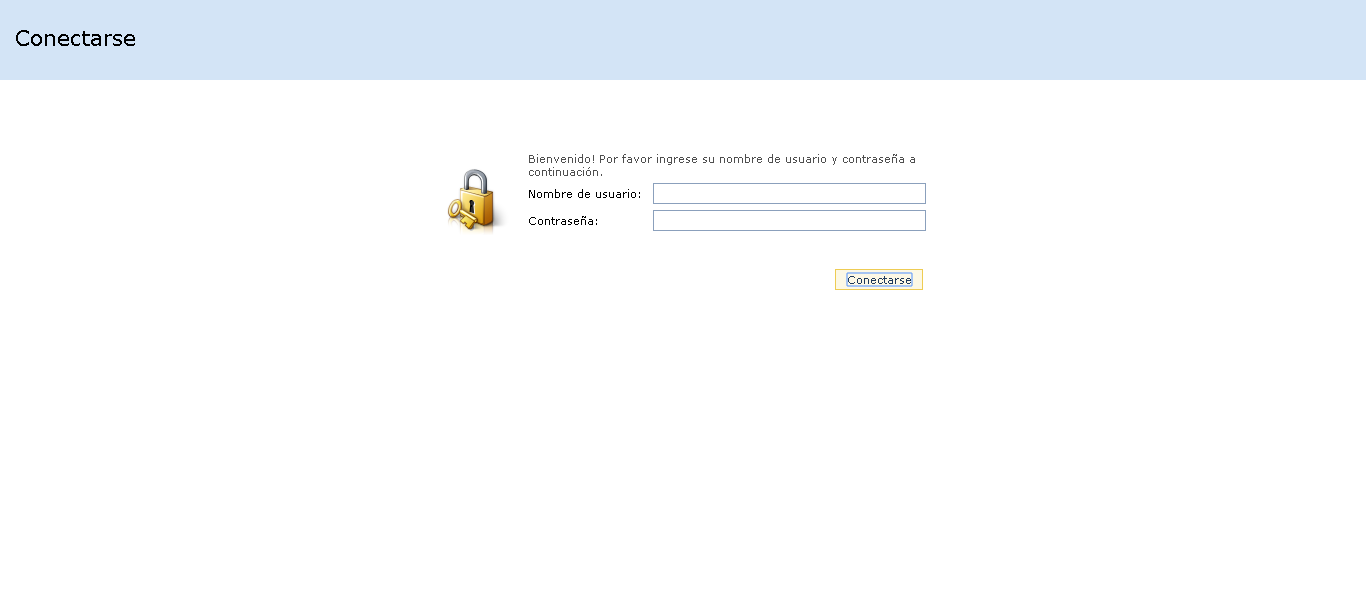 Conectarse
Bienvenido! Por favor ingrese su nombre de usuario y contraseña a
continuación.
Nombre de usuario:
Contraseña:
Conectarse